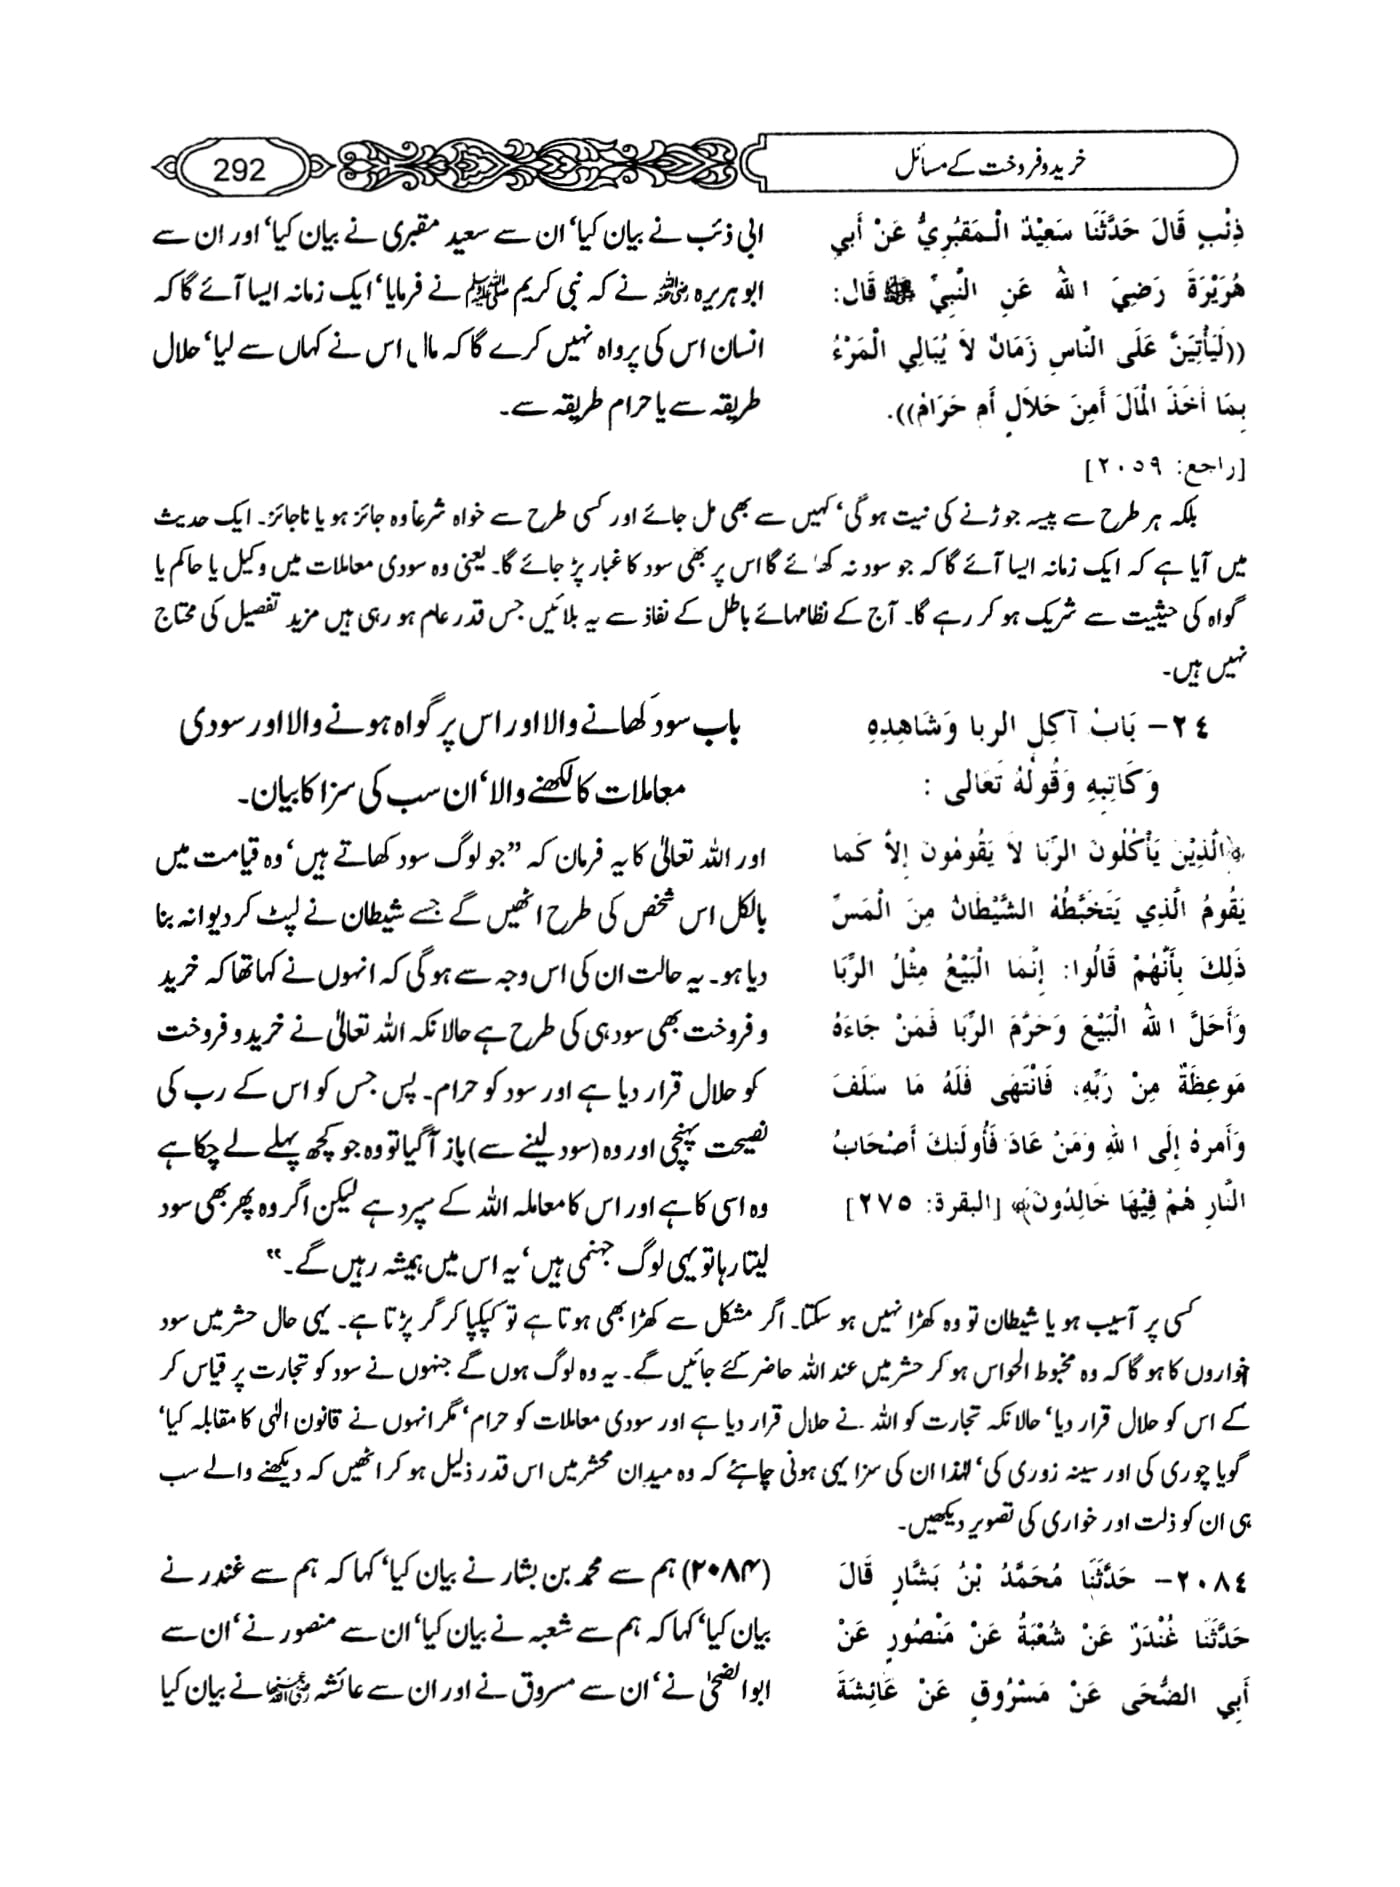 خرید و فروخت کے مسائل
292
ذِئْبٍ قَالَ حَدَّثَنَا سَعِيْدٌ الْمَقبُرِيُّ عَنْ أَبِي
هُرَيْرَةَ رَضِيَ اللهُ عَنِ النَّبِيِّ ﷺ قَالَ:
((لَيَأْتِيَنَّ عَلَى النَّاسِ زَمَانٌ لاَ يُبَالِي الْمَرْءُ
بِمَا أَخَذَ الْمَالَ أَمِنَ حَلاَلٍ أَم حَرَامٍ)).
[راجع: ٢٠٥٩]
ابی ذئب نے بیان کیا‘ ان سے سعید مقبری نے بیان کیا‘ اور ان سے
ابو ہریرہ رضی اللہ عنہ نے کہ نبی کریم ﷺ نے فرمایا‘ ایک زمانہ ایسا آئے گا کہ
انسان اس کی پرواہ نہیں کرے گا کہ مال اس نے کہاں سے لیا‘ حلال
طریقہ سے یا حرام طریقہ سے۔
بلکہ ہر طرح سے پیسہ جوڑنے کی نیت ہوگی‘ کہیں سے بھی مل جائے اور کسی طرح سے خواہ شرعاً وہ جائز ہو یا ناجائز۔ ایک حدیث
میں آیا ہے کہ ایک زمانہ ایسا آئے گا کہ جو سود نہ کھائے گا اس پر بھی سود کا غبار پڑ جائے گا۔ یعنی وہ سودی معاملات میں وکیل یا حاکم یا
گواہ کی حیثیت سے شریک ہو کر رہے گا۔ آج کے نظامہائے باطل کے نفاذ سے یہ بلائیں جس قدر عام ہو رہی ہیں مزید تفصیل کی محتاج
نہیں ہیں۔
٢٤- بَابُ آكِلِ الرِبا وَشَاهِدِهِ
وَكَاتِبِهِ وَقَولُهُ تَعَالى :
باب سود کھانے والا اور اس پر گواہ ہونے والا اور سودی
معاملات کا لکھنے والا‘ ان سب کی سزا کا بیان۔
﴿الَّذِيْنَ يَأْكُلُونَ الرِّبَا لاَ يَقُومُونَ إِلاَّ كَمَا
يَقُومُ الَّذِي يَتَخَبَّطُهُ الشَّيْطَانُ مِنَ الْمَسِّ
ذَلِكَ بِأَنَّهُمْ قَالُوا: إِنَّمَا الْبَيْعُ مِثْلُ الرِّبَا
وَأَحَلَّ اللهُ الْبَيْعَ وَحَرَّمَ الرِّبَا فَمَنْ جَاءَهُ
مَوعِظَةٌ مِنْ رَبِّهِ، فَانْتَهَى فَلَهُ مَا سَلَفَ
وَأَمرهُ إِلَى اللهِ وَمَنْ عَادَ فَأُولَئِكَ أَصْحَابُ
النَّارِ هُمْ فِيْهَا خَالِدُونَ﴾ [البقرة: ٢٧٥]
اور اللہ تعالیٰ کا یہ فرمان کہ ”جو لوگ سود کھاتے ہیں‘ وہ قیامت میں
بالکل اس شخص کی طرح اٹھیں گے جسے شیطان نے لپٹ کر دیوانہ بنا
دیا ہو۔ یہ حالت ان کی اس وجہ سے ہوگی کہ انہوں نے کہا تھا کہ خرید
و فروخت بھی سود ہی کی طرح ہے حالانکہ اللہ تعالیٰ نے خرید و فروخت
کو حلال قرار دیا ہے اور سود کو حرام۔ پس جس کو اس کے رب کی
نصیحت پہنچی اور وہ (سود لینے سے) باز آگیا تو وہ جو کچھ پہلے لے چکا ہے
وہ اسی کا ہے اور اس کا معاملہ اللہ کے سپرد ہے لیکن اگر وہ پھر بھی سود
لیتا رہا تو یہی لوگ جہنمی ہیں‘ یہ اس میں ہمیشہ رہیں گے۔“
کسی پر آسیب ہو یا شیطان تو وہ کھڑا نہیں ہو سکتا۔ اگر مشکل سے کھڑا بھی ہوتا ہے تو کپکپا کر گر پڑتا ہے۔ یہی حال حشر میں سود
خواروں کا ہو گا کہ وہ مخبوط الحواس ہو کر حشر میں عند اللہ حاضر کئے جائیں گے۔ یہ وہ لوگ ہوں گے جنہوں نے سود کو تجارت پر قیاس کر
کے اس کو حلال قرار دیا‘ حالانکہ تجارت کو اللہ نے حلال قرار دیا ہے اور سودی معاملات کو حرام‘ مگر انہوں نے قانون الٰہی کا مقابلہ کیا‘
گویا چوری کی اور سینہ زوری کی‘ لہٰذا ان کی سزا یہی ہونی چاہئے کہ وہ میدان محشر میں اس قدر ذلیل ہو کر اٹھیں کہ دیکھنے والے سب
ہی ان کو ذلت اور خواری کی تصویر دیکھیں۔
٢٠٨٤- حَدَّثَنَا مُحَمَّدُ بْنُ بَشَّارٍ قَالَ
حَدَّثَنَا غُنْدَرٌ عَنْ شُعْبَةُ عَنْ مَنْصُورٍ عَنْ
أَبِي الضُّحَى عَنْ مَسْرُوقٍ عَنْ عَائِشَةَ
(۲۰۸۴) ہم سے محمد بن بشار نے بیان کیا‘ کہا کہ ہم سے غندر نے
بیان کیا‘ کہا کہ ہم سے شعبہ نے بیان کیا‘ ان سے منصور نے‘ ان سے
ابو الضحیٰ نے‘ ان سے مسروق نے اور ان سے عائشہ رضی اللہ عنہا نے بیان کیا